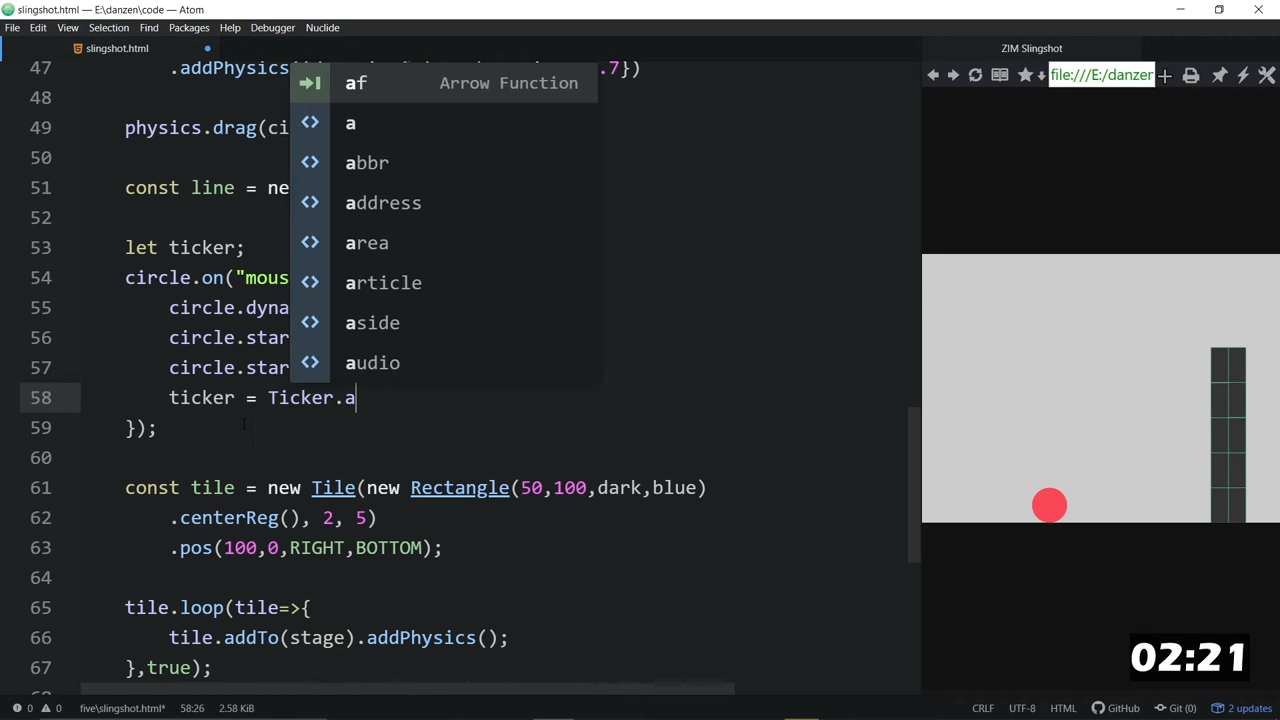 slingshot.html — E:\danzen\code — Atom
File Edit View Selection Find Packages Help Debugger Nuclide
slingshot.html
ZIM Slingshot
file:///E:/danzer
47 .addPhysics .7})
48
49 physics.drag(ci
50
51 const line = ne
52
53 let ticker;
54 circle.on("mous
55 circle.dyna
56 circle.star
57 circle.star
58 ticker = Ticker.a
59 });
60
61 const tile = new Tile(new Rectangle(50,100,dark,blue)
62 .centerReg(), 2, 5)
63 .pos(100,0,RIGHT,BOTTOM);
64
65 tile.loop(tile=>{
66 tile.addTo(stage).addPhysics();
67 },true);
af Arrow Function
a
abbr
address
area
article
aside
audio
02:21
0 0 five\slingshot.html* 58:26 2.58 KiB CRLF UTF-8 HTML GitHub Git (0) 2 updates